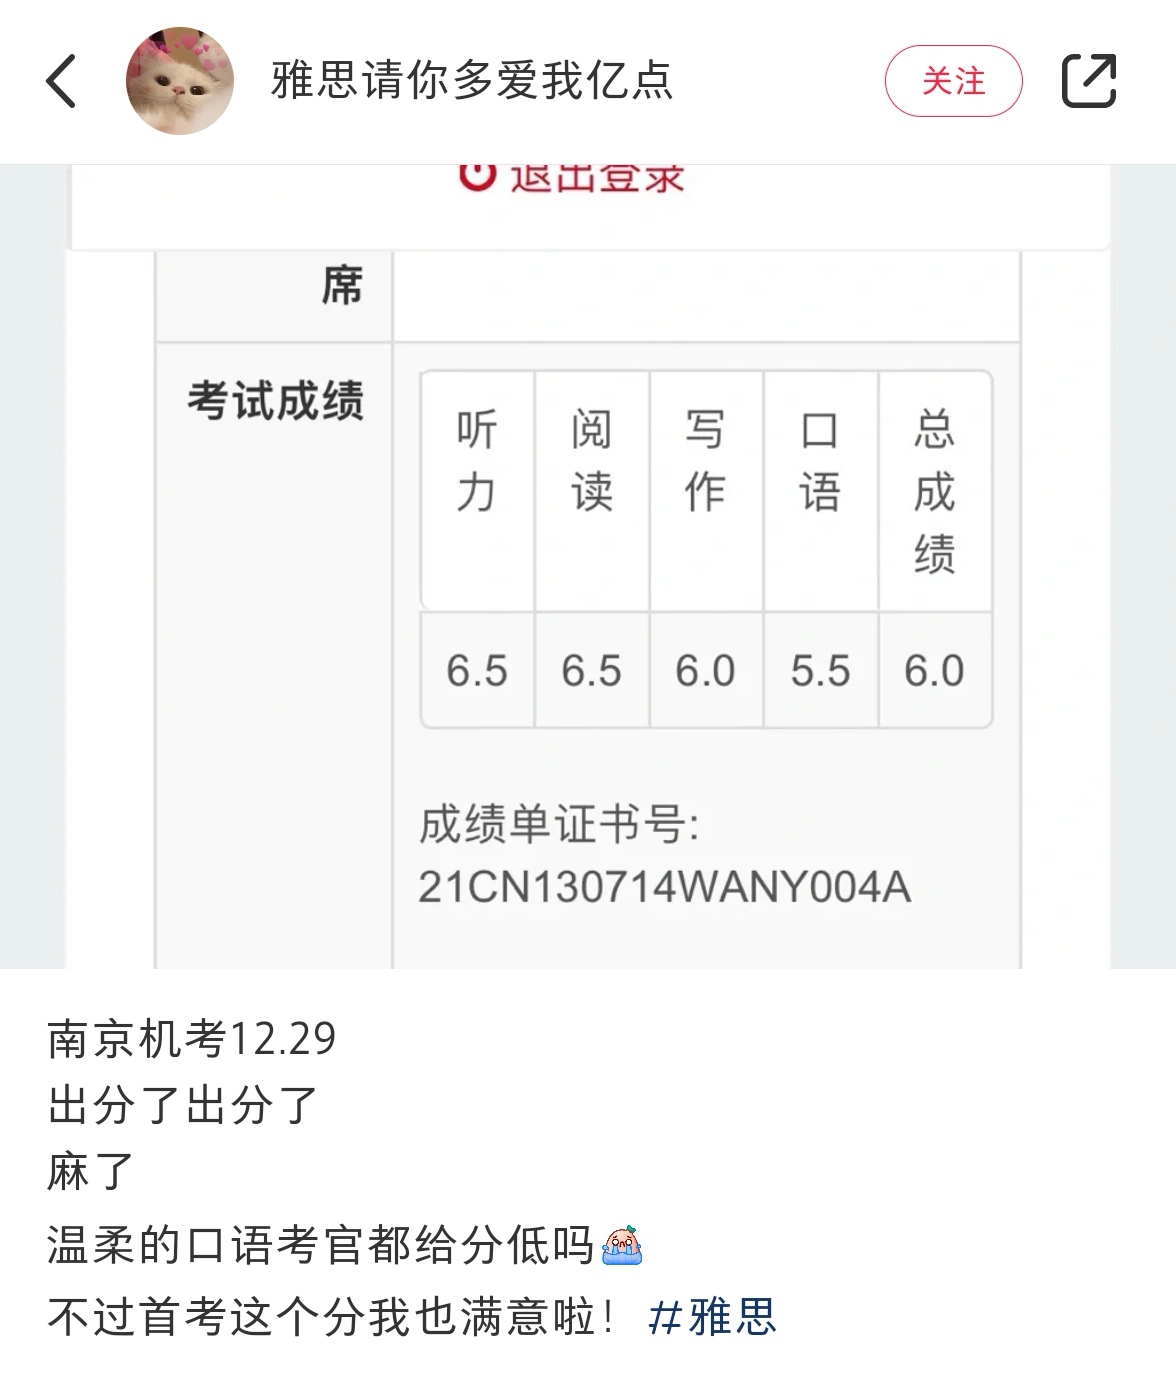 雅思请你多爱我亿点
关注
退出登录
席
考试成绩
听力 阅读 写作 口语 总成绩
6.5 6.5 6.0 5.5 6.0
成绩单证书号:
21CN130714WANY004A
南京机考12.29
出分了出分了
麻了
温柔的口语考官都给分低吗
不过首考这个分我也满意啦！ #雅思